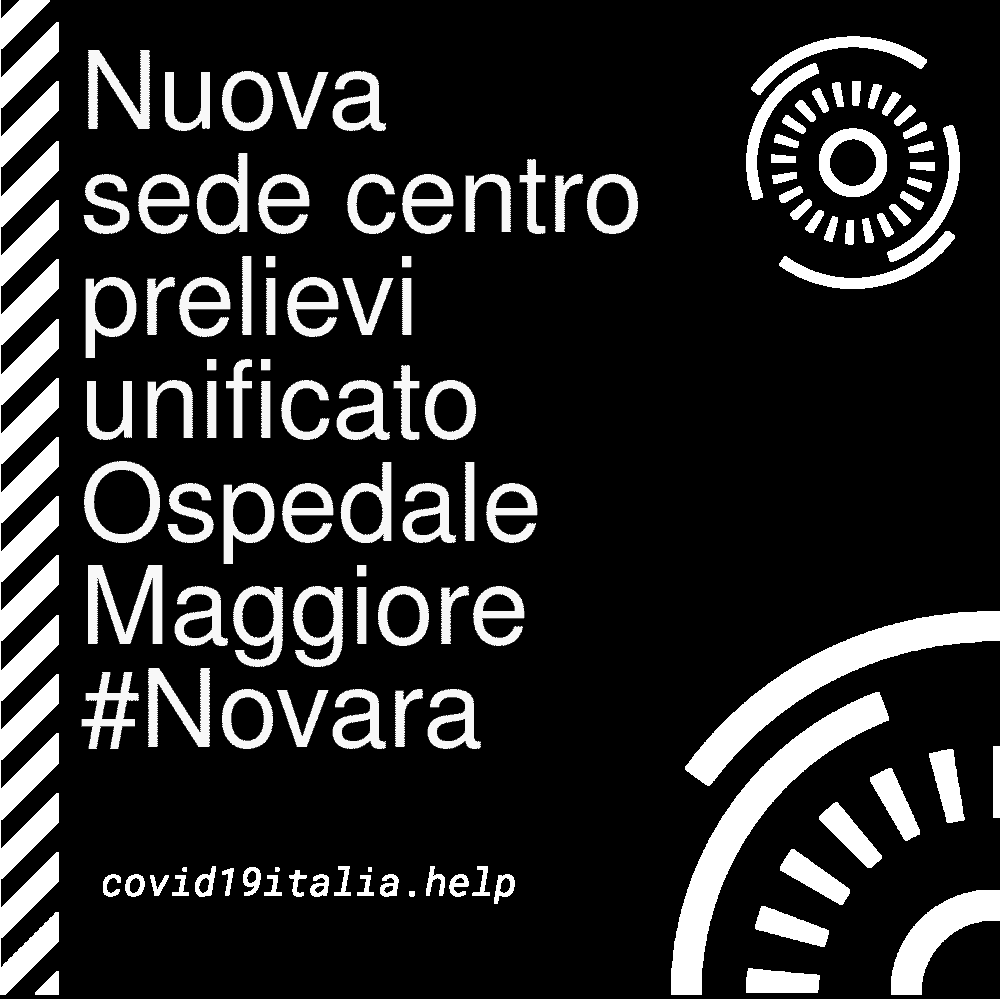 Nuova
sede centro
prelievi
unificato
Ospedale
Maggiore
#Novara
covid19italia.help